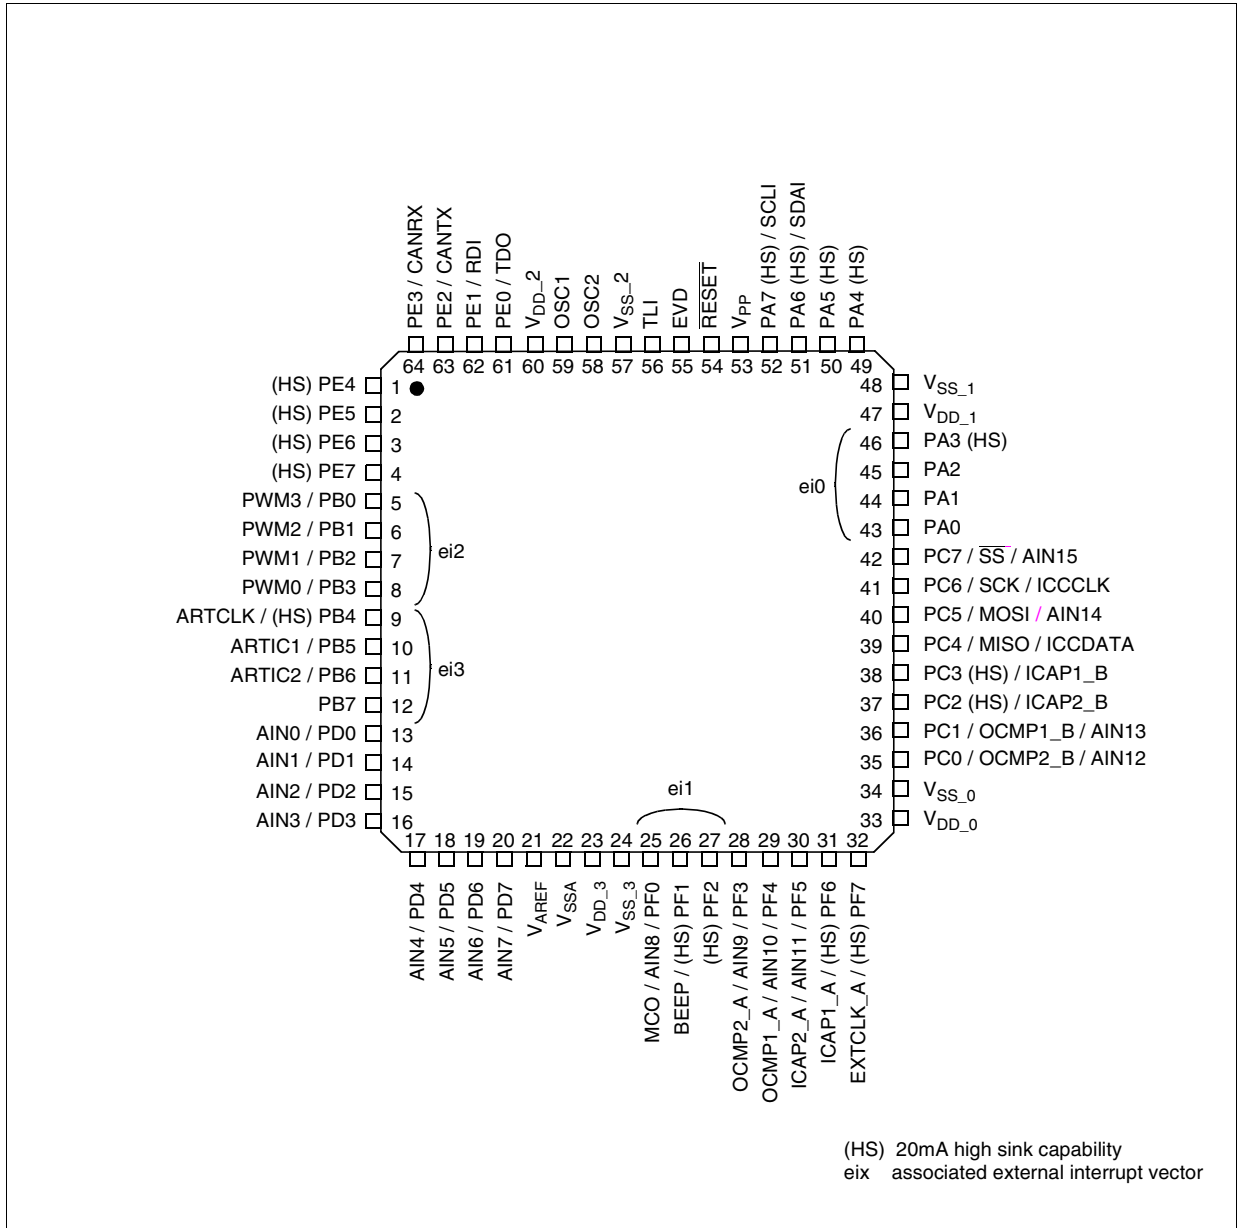 PE3 / CANRX
PE2 / CANTX
PE1 / RDI
PE0 / TDO
VDD_2
OSC1
OSC2
VSS_2
TLI
EVD
RESET
VPP
PA7 (HS) / SCLI
PA6 (HS) / SDAI
PA5 (HS)
PA4 (HS)
64 63 62 61 60 59 58 57 56 55 54 53 52 51 50 49
(HS) PE4 1
(HS) PE5 2
(HS) PE6 3
(HS) PE7 4
PWM3 / PB0 5
PWM2 / PB1 6
PWM1 / PB2 7
PWM0 / PB3 8
ei2
ARTCLK / (HS) PB4 9
ARTIC1 / PB5 10
ARTIC2 / PB6 11
PB7 12
ei3
AIN0 / PD0 13
AIN1 / PD1 14
AIN2 / PD2 15
AIN3 / PD3 16
48 VSS_1
47 VDD_1
46 PA3 (HS)
45 PA2
44 PA1
43 PA0
ei0
42 PC7 / SS / AIN15
41 PC6 / SCK / ICCCLK
40 PC5 / MOSI / AIN14
39 PC4 / MISO / ICCDATA
38 PC3 (HS) / ICAP1_B
37 PC2 (HS) / ICAP2_B
36 PC1 / OCMP1_B / AIN13
35 PC0 / OCMP2_B / AIN12
34 VSS_0
33 VDD_0
ei1
17 18 19 20 21 22 23 24 25 26 27 28 29 30 31 32
AIN4 / PD4
AIN5 / PD5
AIN6 / PD6
AIN7 / PD7
VAREF
VSSA
VDD_3
VSS_3
MCO / AIN8 / PF0
BEEP / (HS) PF1
(HS) PF2
OCMP2_A / AIN9 / PF3
OCMP1_A / AIN10 / PF4
ICAP2_A / AIN11 / PF5
ICAP1_A / (HS) PF6
EXTCLK_A / (HS) PF7
(HS) 20mA high sink capability
eix associated external interrupt vector